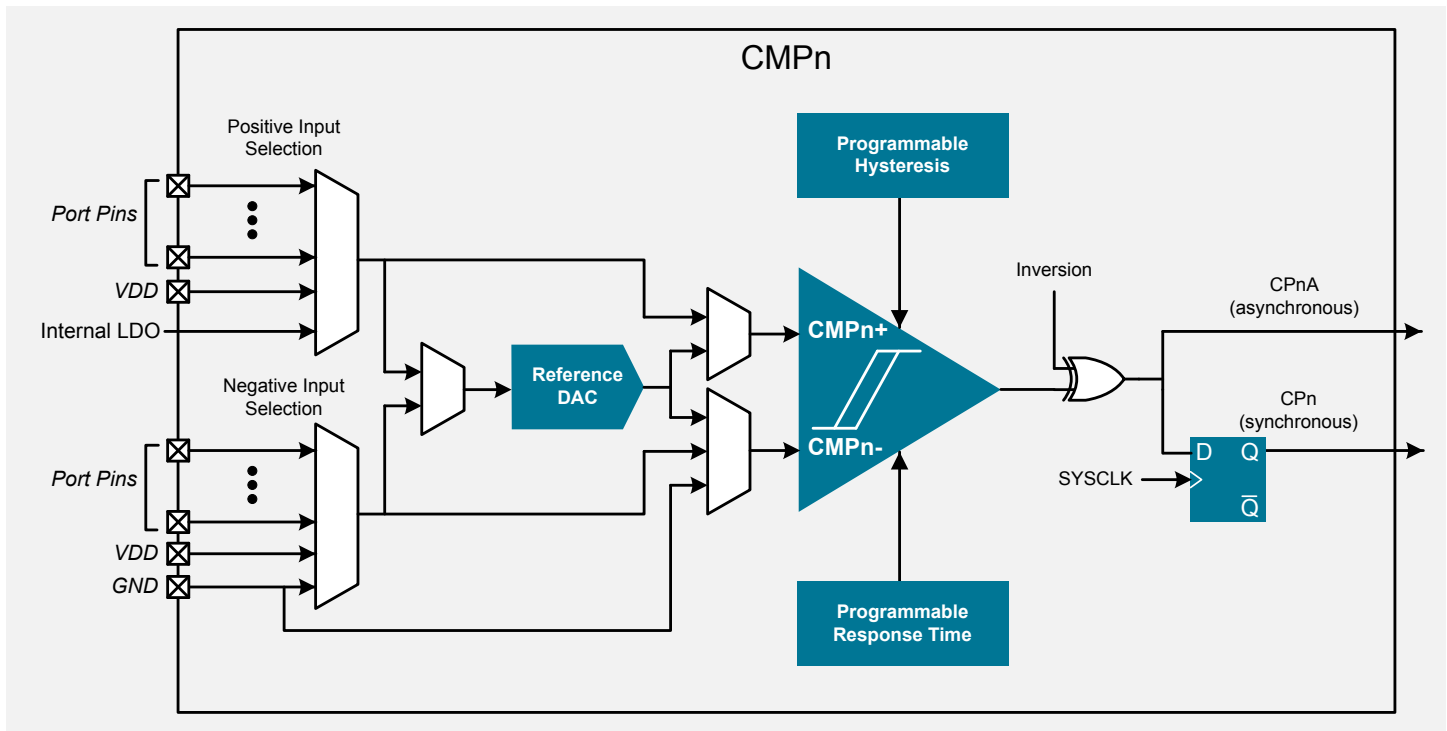 CMPn
Positive Input
Selection
Port Pins
VDD
Internal LDO
Negative Input
Selection
Port Pins
VDD
GND
Reference
DAC
Programmable
Hysteresis
CMPn+
CMPn-
Programmable
Response Time
Inversion
CPnA
(asynchronous)
CPn
(synchronous)
SYSCLK
D Q
Q̅